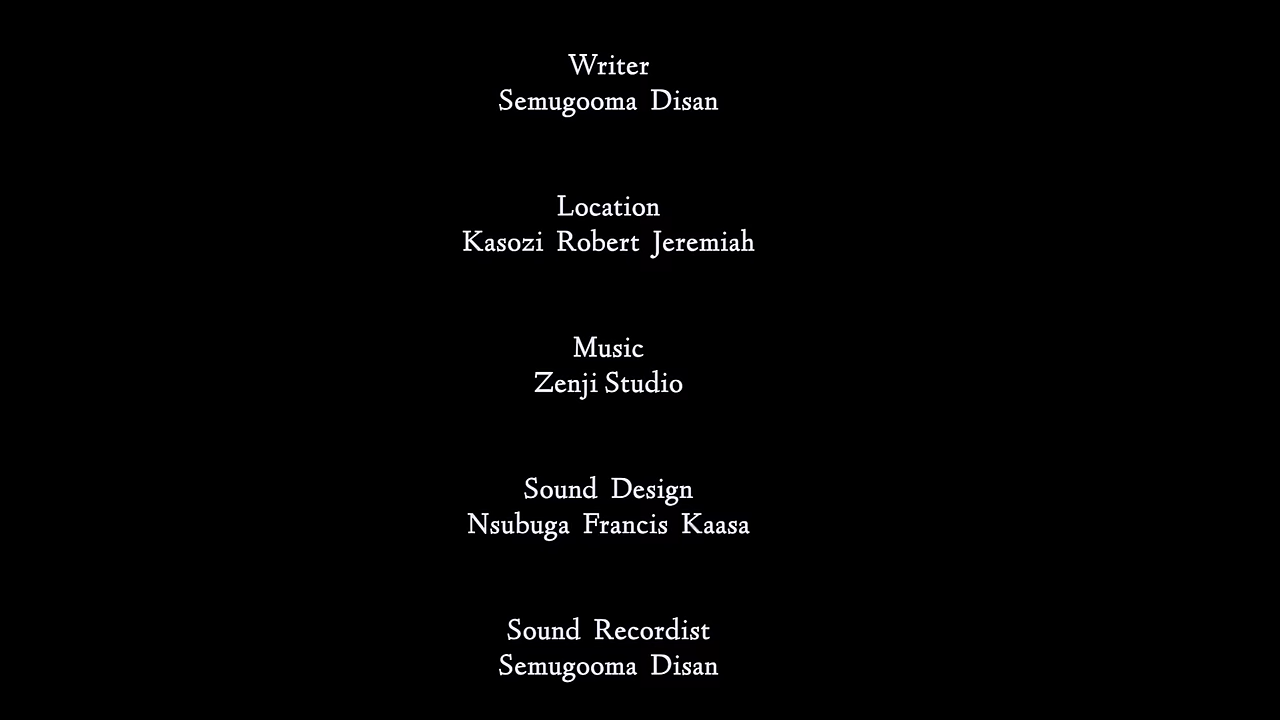 Writer
Semugooma Disan
Location
Kasozi Robert Jeremiah
Music
Zenji Studio
Sound Design
Nsubuga Francis Kaasa
Sound Recordist
Semugooma Disan